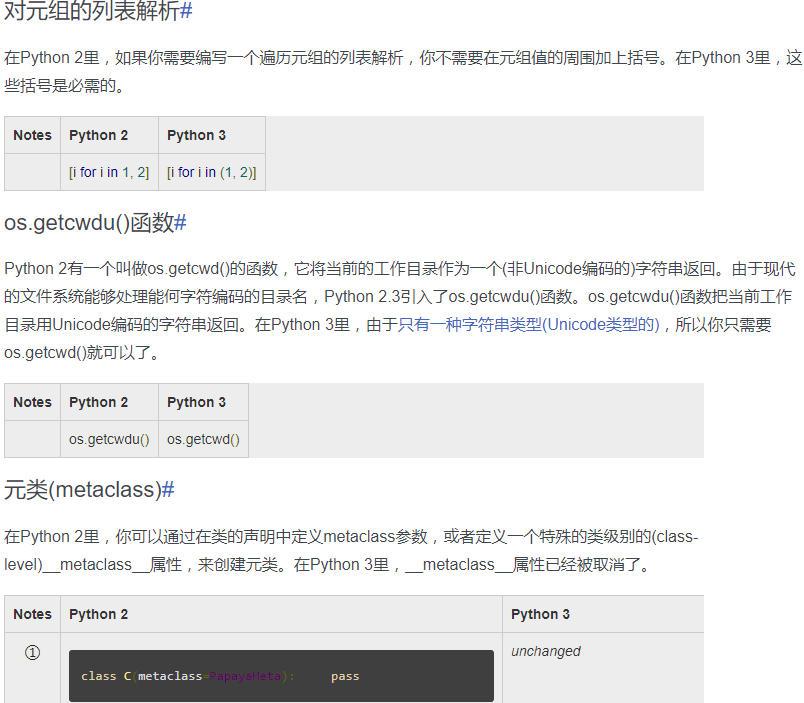 对元组的列表解析#
在Python 2里，如果你需要编写一个遍历元组的列表解析，你不需要在元组值的周围加上括号。在Python 3里，这
些括号是必需的。
Notes Python 2 Python 3
[i for i in 1, 2] [i for i in (1, 2)]
os.getcwdu()函数#
Python 2有一个叫做os.getcwd()的函数，它将当前的工作目录作为一个(非Unicode编码的)字符串返回。由于现代
的文件系统能够处理能何字符编码的目录名，Python 2.3引入了os.getcwdu()函数。os.getcwdu()函数把当前工作
目录用Unicode编码的字符串返回。在Python 3里，由于只有一种字符串类型(Unicode类型的)，所以你只需要
os.getcwd()就可以了。
Notes Python 2 Python 3
os.getcwdu() os.getcwd()
元类(metaclass)#
在Python 2里，你可以通过在类的声明中定义metaclass参数，或者定义一个特殊的类级别的(class-
level)__metaclass__属性，来创建元类。在Python 3里，__metaclass__属性已经被取消了。
Notes Python 2 Python 3
① class C(metaclass=PapayaMeta): pass unchanged